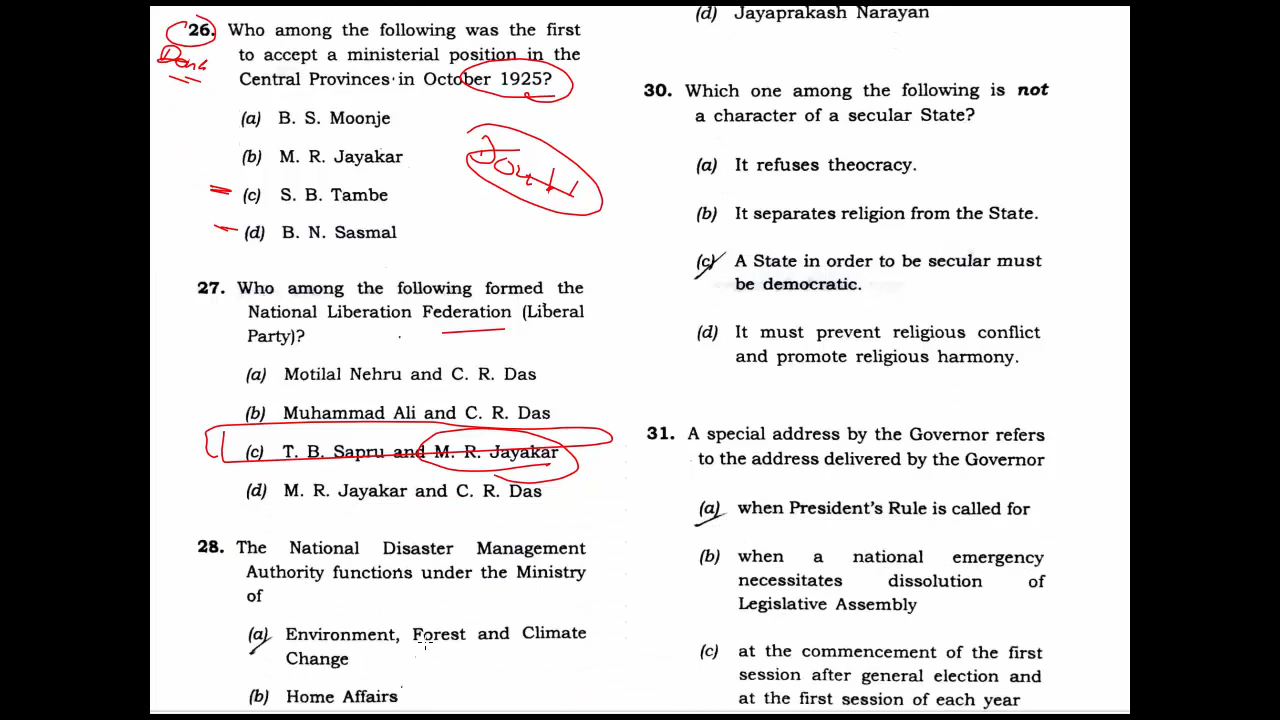 26. Who among the following was the first
to accept a ministerial position in the
Central Provinces in October 1925?
(a) B. S. Moonje
(b) M. R. Jayakar
(c) S. B. Tambe
(d) B. N. Sasmal
27. Who among the following formed the
National Liberation Federation (Liberal
Party)?
(a) Motilal Nehru and C. R. Das
(b) Muhammad Ali and C. R. Das
(c) T. B. Sapru and M. R. Jayakar
(d) M. R. Jayakar and C. R. Das
28. The National Disaster Management
Authority functions under the Ministry
of
(a) Environment, Forest and Climate
Change
(b) Home Affairs
(d) Jayaprakash Narayan
30. Which one among the following is not
a character of a secular State?
(a) It refuses theocracy.
(b) It separates religion from the State.
(c) A State in order to be secular must
be democratic.
(d) It must prevent religious conflict
and promote religious harmony.
31. A special address by the Governor refers
to the address delivered by the Governor
(a) when President's Rule is called for
(b) when a national emergency
necessitates dissolution of
Legislative Assembly
(c) at the commencement of the first
session after general election and
at the first session of each year